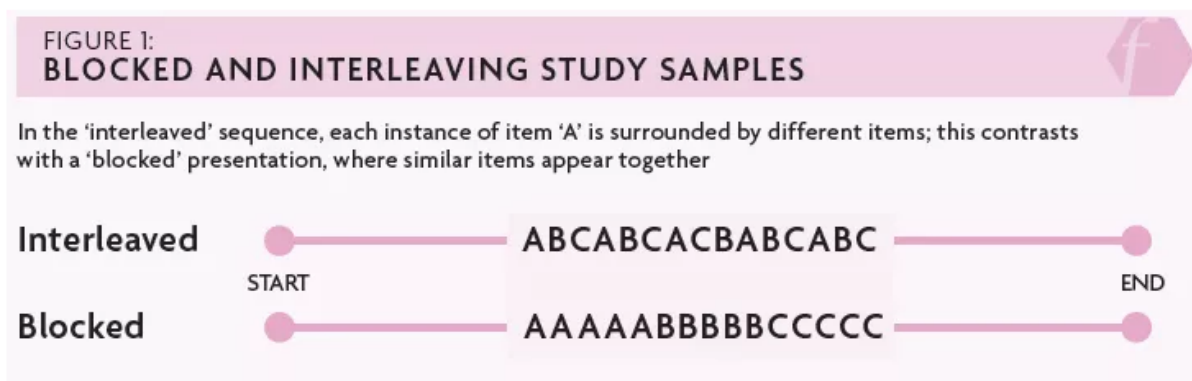 FIGURE 1:
BLOCKED AND INTERLEAVING STUDY SAMPLES
f
In the ‘interleaved’ sequence, each instance of item ‘A’ is surrounded by different items; this contrasts
with a ‘blocked’ presentation, where similar items appear together
Interleaved ABCABCACBABCABC
START END
Blocked AAAAABBBBBCCCCC